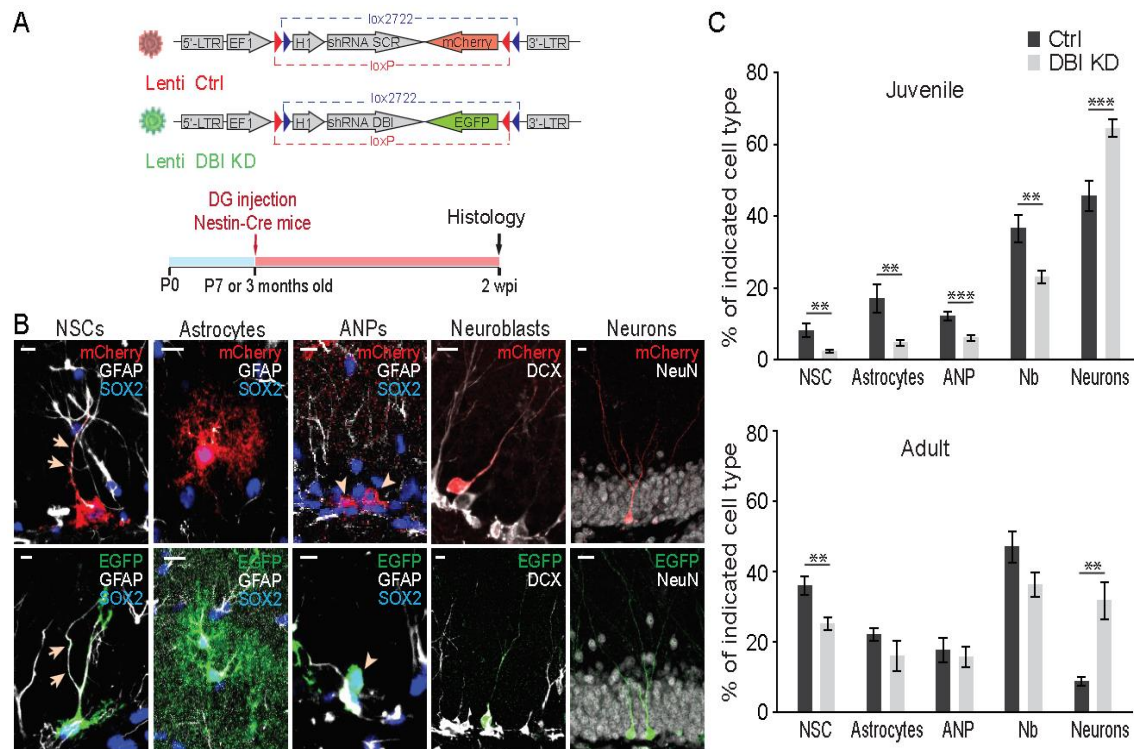 A
lox2722
5'-LTR EF1 H1 shRNA SCR mCherry 3'-LTR
Lenti Ctrl
loxP
lox2722
5'-LTR EF1 H1 shRNA DBI EGFP 3'-LTR
loxP
Lenti DBI KD
DG injection
Nestin-Cre mice
Histology
P0
P7 or 3 months old
2 wpi
B
NSCs
Astrocytes
ANPs
Neuroblasts
Neurons
mCherry
GFAP
SOX2
mCherry
GFAP
SOX2
mCherry
GFAP
SOX2
mCherry
DCX
mCherry
NeuN
EGFP
GFAP
SOX2
EGFP
GFAP
SOX2
EGFP
GFAP
SOX2
EGFP
DCX
EGFP
NeuN
C
Ctrl
DBI KD
Juvenile
% of indicated cell type
80
60
40
20
0
**
**
***
**
***
NSC Astrocytes ANP Nb Neurons
Adult
% of indicated cell type
80
60
40
20
0
**
**
NSC Astrocytes ANP Nb Neurons